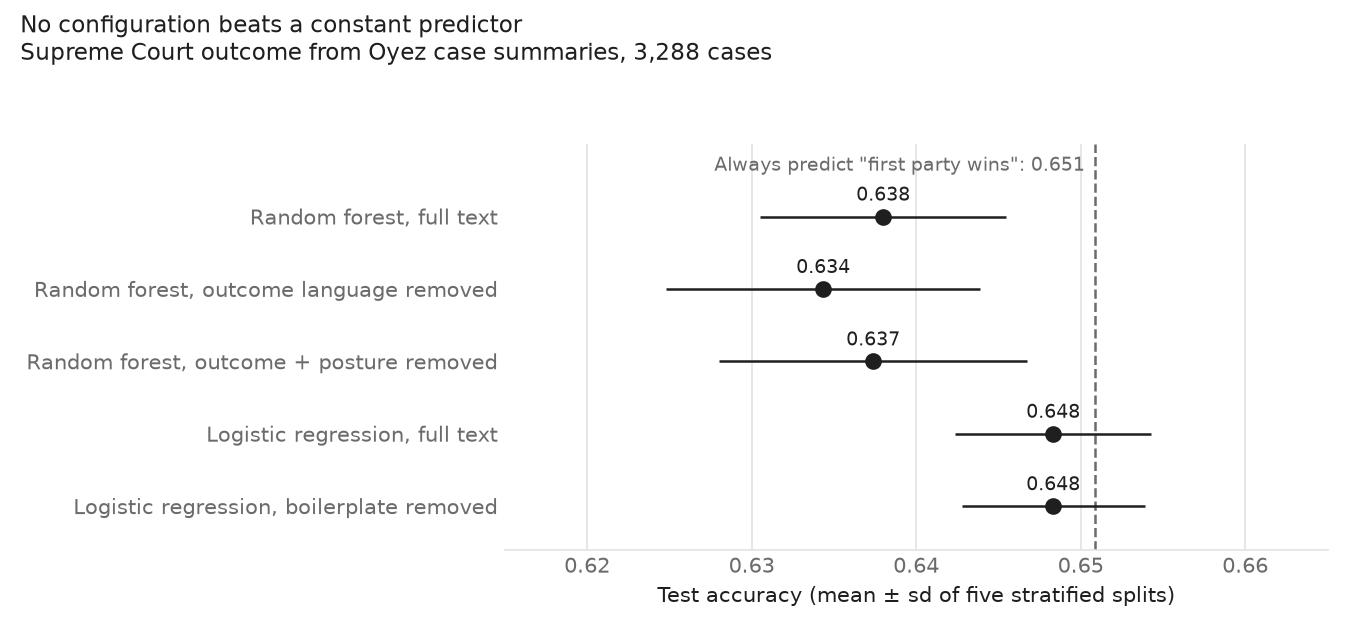 No configuration beats a constant predictor
Supreme Court outcome from Oyez case summaries, 3,288 cases
Always predict "first party wins": 0.651
0.638
Random forest, full text
0.634
Random forest, outcome language removed
0.637
Random forest, outcome + posture removed
0.648
Logistic regression, full text
0.648
Logistic regression, boilerplate removed
0.62 0.63 0.64 0.65 0.66
Test accuracy (mean ± sd of five stratified splits)